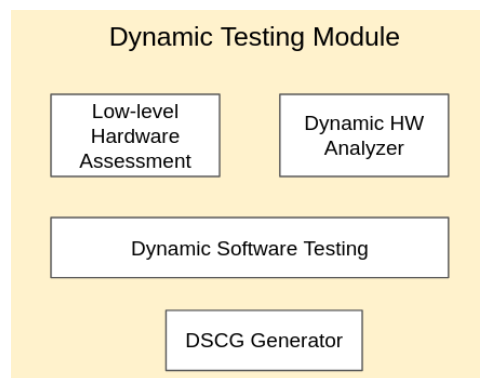 Dynamic Testing Module
Low-level
Hardware
Assessment
Dynamic HW
Analyzer
Dynamic Software Testing
DSCG Generator